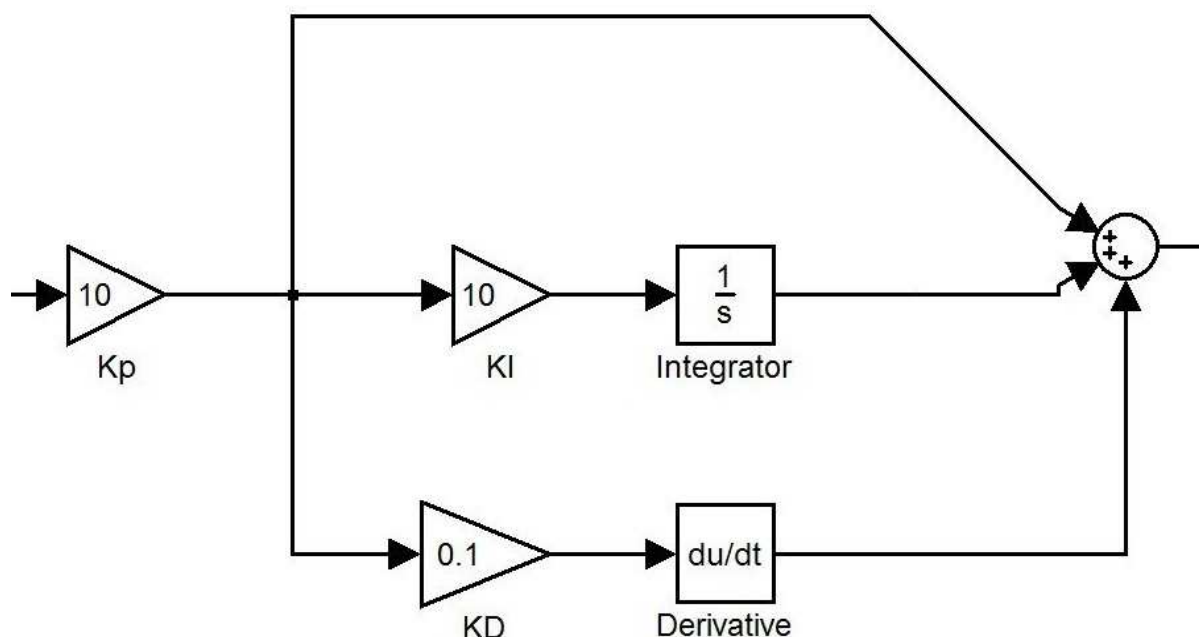 10
Kp
10
KI
1
s
Integrator
+
+
+
0.1
KD
du/dt
Derivative